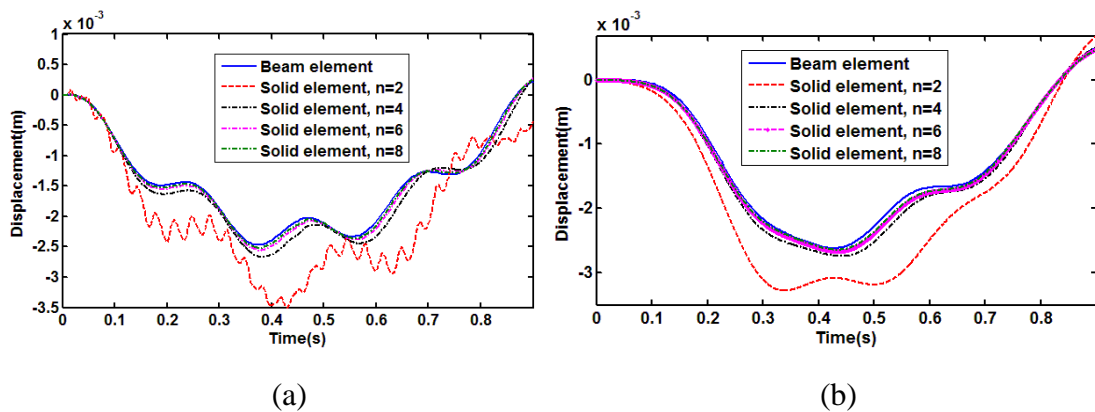 x 10⁻³
1
0.5
0
-0.5
-1
-1.5
-2
-2.5
-3
-3.5
Displacement(m)
Beam element
Solid element, n=2
Solid element, n=4
Solid element, n=6
Solid element, n=8
0 0.1 0.2 0.3 0.4 0.5 0.6 0.7 0.8
Time(s)
(a)
x 10⁻³
0
-1
-2
-3
Displacement(m)
Beam element
Solid element, n=2
Solid element, n=4
Solid element, n=6
Solid element, n=8
0 0.1 0.2 0.3 0.4 0.5 0.6 0.7 0.8
Time(s)
(b)